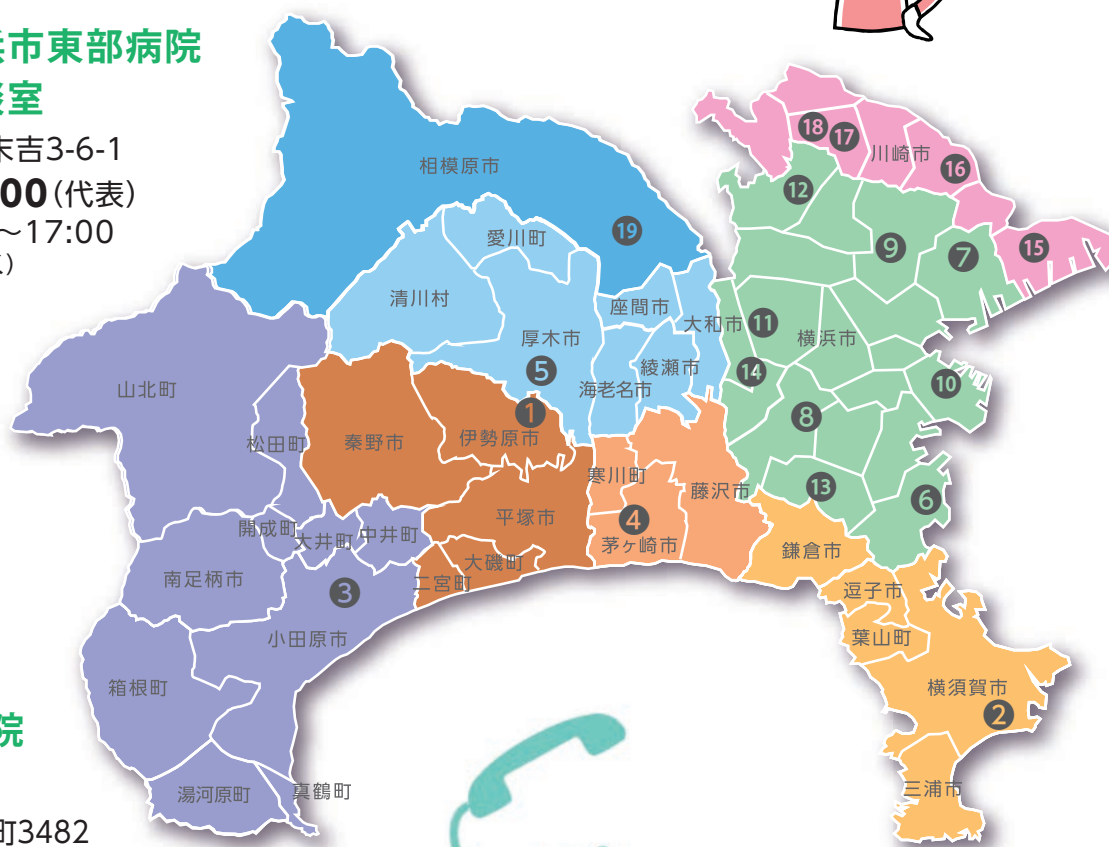 浜市東部病院
談室
末吉3-6-1
00(代表)
～17:00
相模原市
⑲
愛川町
清川村
厚木市
⑤
座間市
大和市
綾瀬市
海老名市
⑱
⑰
川崎市
⑯
⑮
⑫
⑨
⑦
⑪
横浜市
⑭
⑩
⑧
⑬
⑥
山北町
松田町
秦野市
①
伊勢原市
寒川町
藤沢市
④
茅ヶ崎市
平塚市
大磯町
二宮町
開成町
大井町
中井町
南足柄市
③
小田原市
箱根町
湯河原町
真鶴町
鎌倉市
逗子市
葉山町
横須賀市
②
三浦市
院
町3482